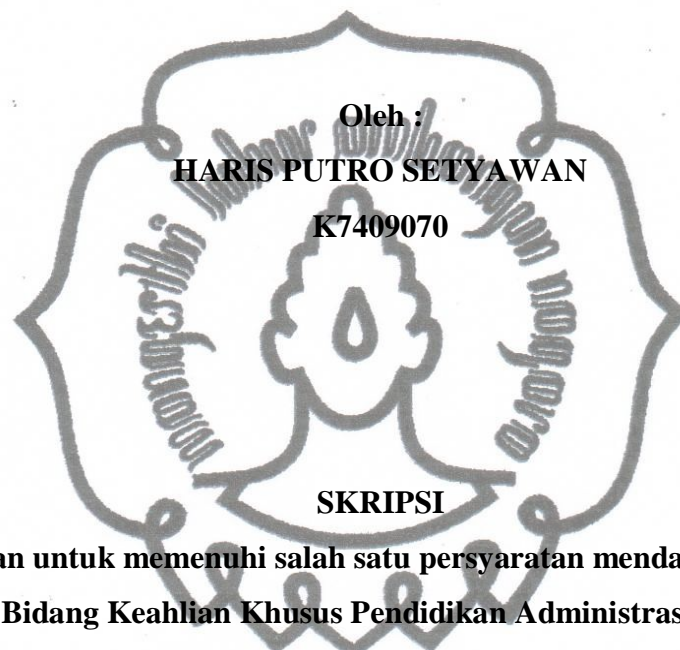 Oleh :
HARIS PUTRO SETYAWAN
K7409070
SKRIPSI
an untuk memenuhi salah satu persyaratan menda
Bidang Keahlian Khusus Pendidikan Administras